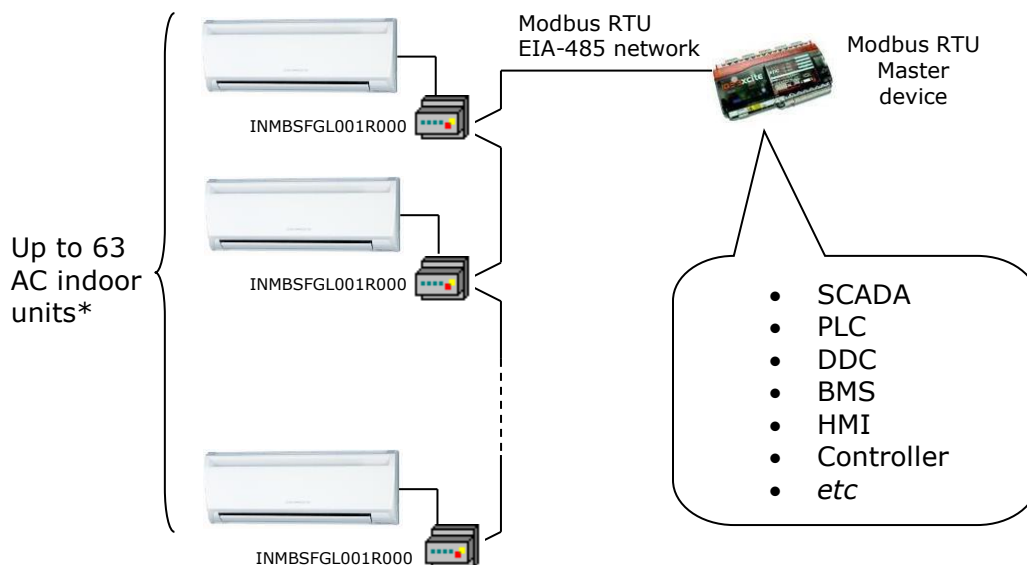 Modbus RTU
EIA-485 network
Modbus RTU
Master
device
INMBSFGL001R000
Up to 63
AC indoor
units*
INMBSFGL001R000
• SCADA
• PLC
• DDC
• BMS
• HMI
• Controller
• etc
INMBSFGL001R000